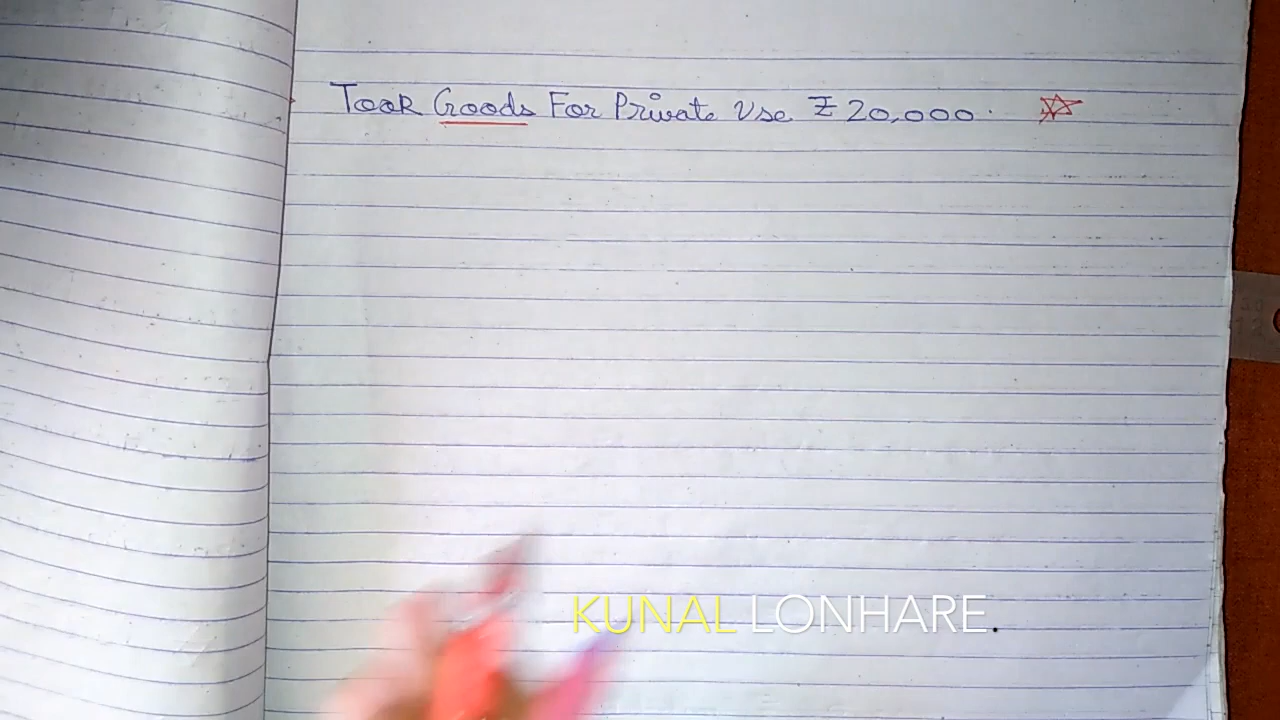 Took Goods For Private Use ₹ 20,000.
KUNAL LONHARE.